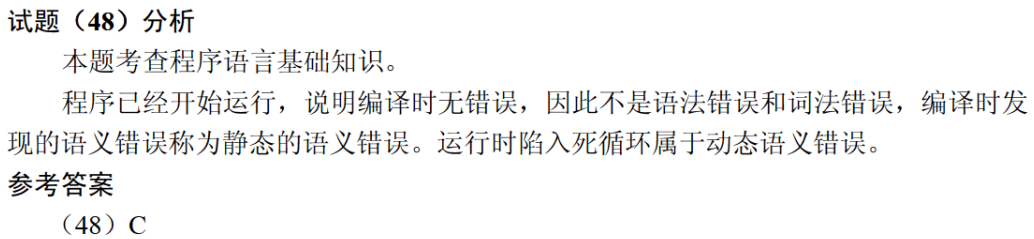 试题（48）分析
本题考查程序语言基础知识。
程序已经开始运行，说明编译时无错误，因此不是语法错误和词法错误，编译时发
现的语义错误称为静态的语义错误。运行时陷入死循环属于动态语义错误。
参考答案
（48）C